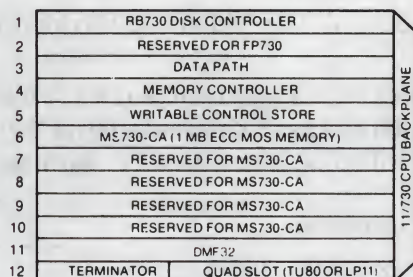 1 RB730 DISK CONTROLLER
2 RESERVED FOR FP730
3 DATA PATH
4 MEMORY CONTROLLER
5 WRITABLE CONTROL STORE
6 MS730-CA (1 MB ECC MOS MEMORY)
7 RESERVED FOR MS730-CA
8 RESERVED FOR MS730-CA
9 RESERVED FOR MS730-CA
10 RESERVED FOR MS730-CA
11 DMF32
12 TERMINATOR QUAD SLOT (TU80 OR LP11)
11/730 CPU BACKPLANE